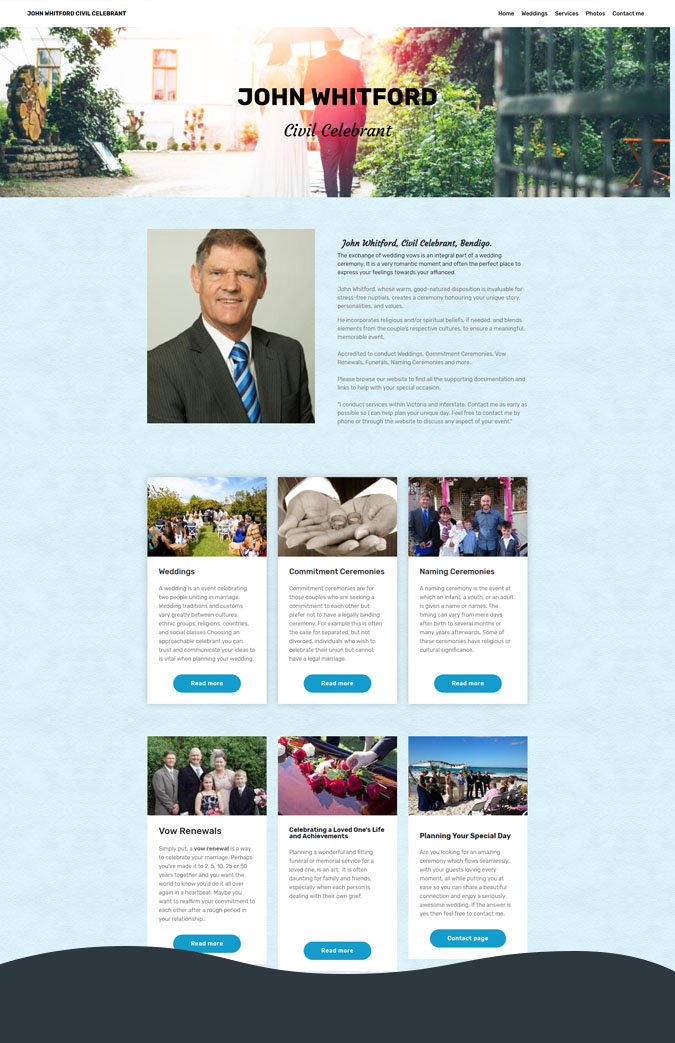 JOHN WHITFORD CIVIL CELEBRANT
Home Weddings Services Photos Contact me
JOHN WHITFORD
Civil Celebrant
John Whitford, Civil Celebrant, Bendigo.
The exchange of wedding vows is an integral part of a wedding
ceremony. It is a very romantic moment and often the perfect place to
express your feelings towards your affianced.
John Whitford, whose warm, good-natured disposition is invaluable for
stress-free nuptials, creates a ceremony honouring your unique story,
personalities, and values.
He incorporates religious and/or spiritual beliefs, if needed, and blends
elements from the couple's respective cultures, to ensure a meaningful,
memorable event.
Accredited to conduct Weddings, Commitment Ceremonies, Vow
Renewals, Funerals, Naming Ceremonies and more..
Please browse our website to find all the supporting documentation and
links to help with your special occasion.
"I conduct services within Victoria and interstate. Contact me as early as
possible so I can help plan your unique day. Feel free to contact me by
phone or through the website to discuss any aspect of your event."
Weddings
A wedding is an event celebrating
two people uniting in marriage.
Wedding traditions and customs
vary greatly between cultures,
ethnic groups, religions, countries,
and social classes Choosing an
approachable celebrant you can
trust and communicate your ideas to
is vital when planning your wedding.
Read more
Commitment Ceremonies
Commitment ceremonies are for
those couples who are seeking a
commitment to each other but
prefer not to have a legally binding
ceremony. For example this is often
the case for separated, but not
divorced, individuals who wish to
celebrate their union but cannot
have a legal marriage.
Read more
Naming Ceremonies
A naming ceremony is the event at
which an infant, a youth, or an adult
is given a name or names. The
timing can vary from mere days
after birth to several months or
many years afterwards. Some of
these ceremonies have religious or
cultural significance.
Read more
Vow Renewals
Simply put, a vow renewal is a way
to celebrate your marriage. Perhaps
you've made it to 2, 5, 10, 25 or 50
years together and you want the
world to know you'd do it all over
again in a heartbeat. Maybe you
want to reaffirm your commitment to
each other after a rough period in
your relationship..
Read more
Celebrating a Loved One's Life
and Achievements
Planning a wonderful and fitting
funeral or memorial service for a
loved one, is an art. It is often
daunting for family and friends,
especially when each person is
dealing with their own grief.
Read more
Planning Your Special Day
Are you looking for an amazing
ceremony which flows seamlessly,
with your guests loving every
moment, all while putting you at
ease so you can share a beautiful
connection and enjoy a seriously
awesome wedding. If the answer is
yes then feel free to contact me.
Contact page